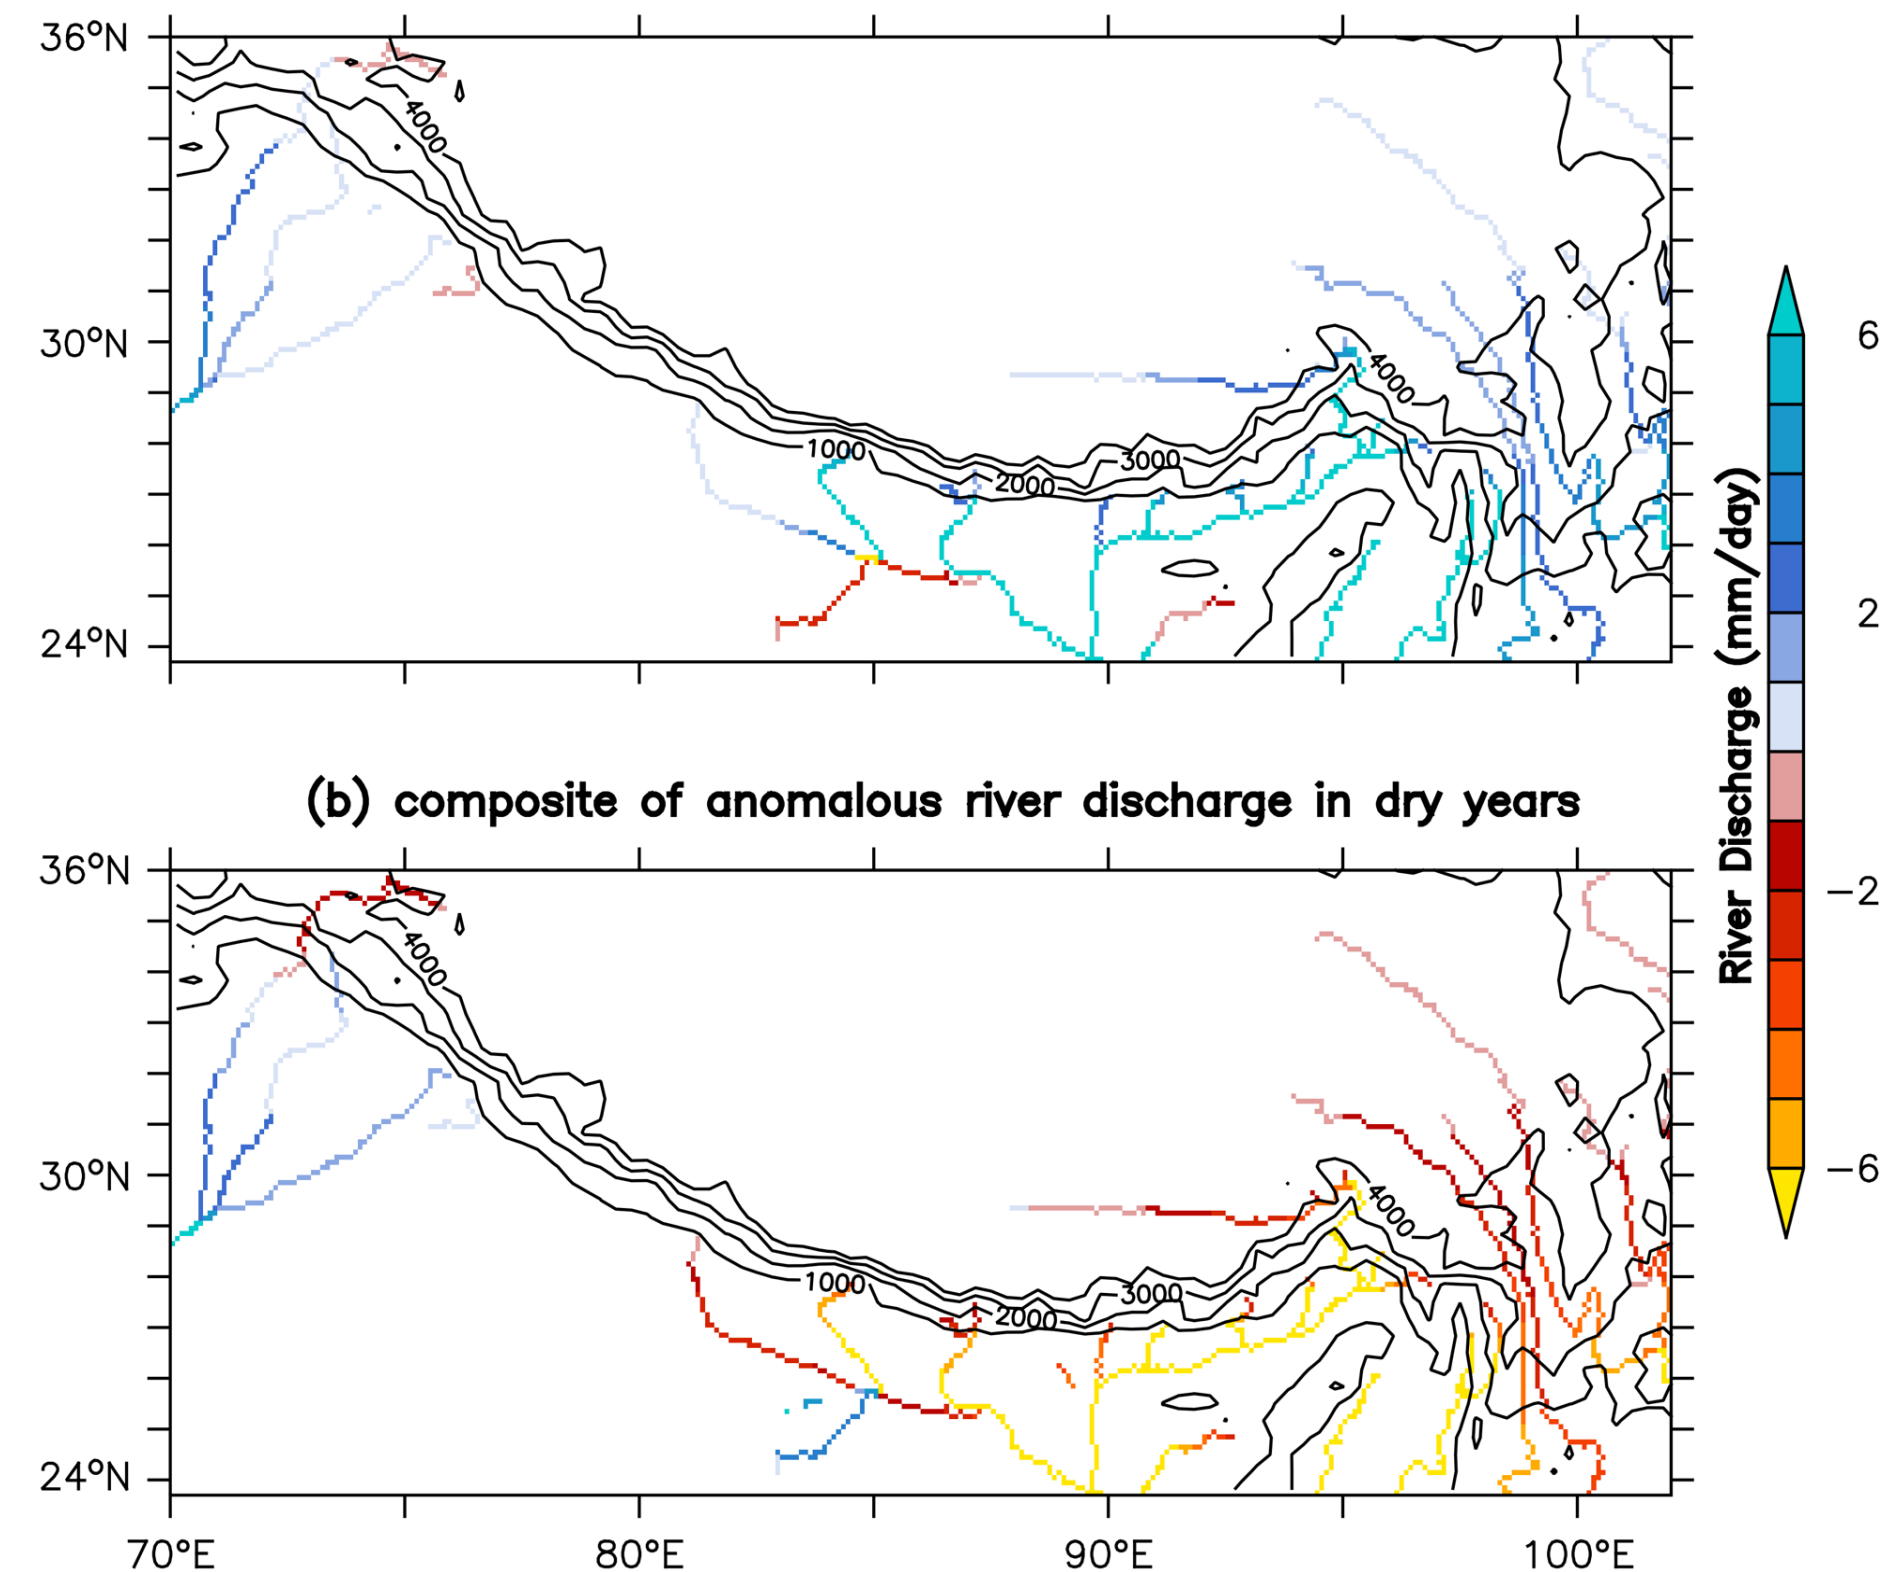 36°N
4000
30°N
4000
1000
3000
2000
24°N
(b) composite of anomalous river discharge in dry years
36°N
4000
30°N
4000
1000
3000
2000
24°N
70°E 80°E 90°E 100°E
River Discharge (mm/day)
6
2
−2
−6